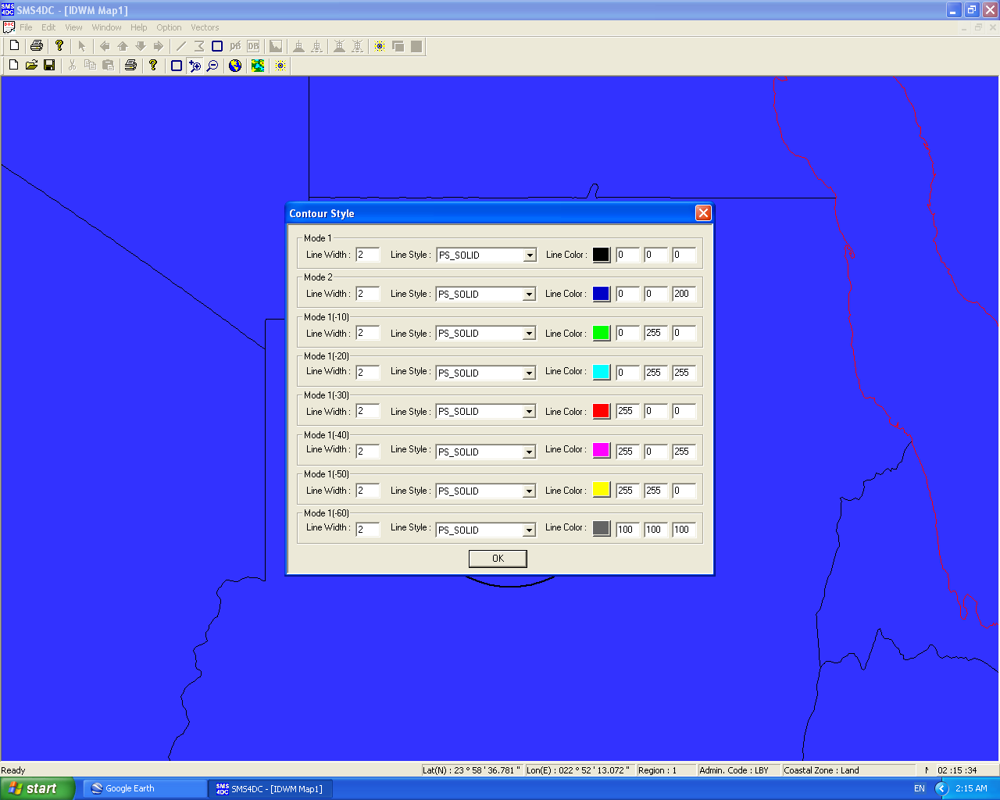 SMS4DC - [IDWM Map1]
File Edit View Window Help Option Vectors
DB
Contour Style
Mode 1
Line Width : 2 Line Style : PS_SOLID Line Color : 0 0 0
Mode 2
Line Width : 2 Line Style : PS_SOLID Line Color : 0 0 200
Mode 1(-10)
Line Width : 2 Line Style : PS_SOLID Line Color : 0 255 0
Mode 1(-20)
Line Width : 2 Line Style : PS_SOLID Line Color : 0 255 255
Mode 1(-30)
Line Width : 2 Line Style : PS_SOLID Line Color : 255 0 0
Mode 1(-40)
Line Width : 2 Line Style : PS_SOLID Line Color : 255 0 255
Mode 1(-50)
Line Width : 2 Line Style : PS_SOLID Line Color : 255 255 0
Mode 1(-60)
Line Width : 2 Line Style : PS_SOLID Line Color : 100 100 100
OK
Ready Lat(N) : 23 ° 58 ' 36.781 " Lon(E) : 022 ° 52 ' 13.072 " Region : 1 Admin. Code : LBY Coastal Zone : Land 02 :15 :34
start Google Earth SMS4DC - [IDWM Map1] EN 2:15 AM